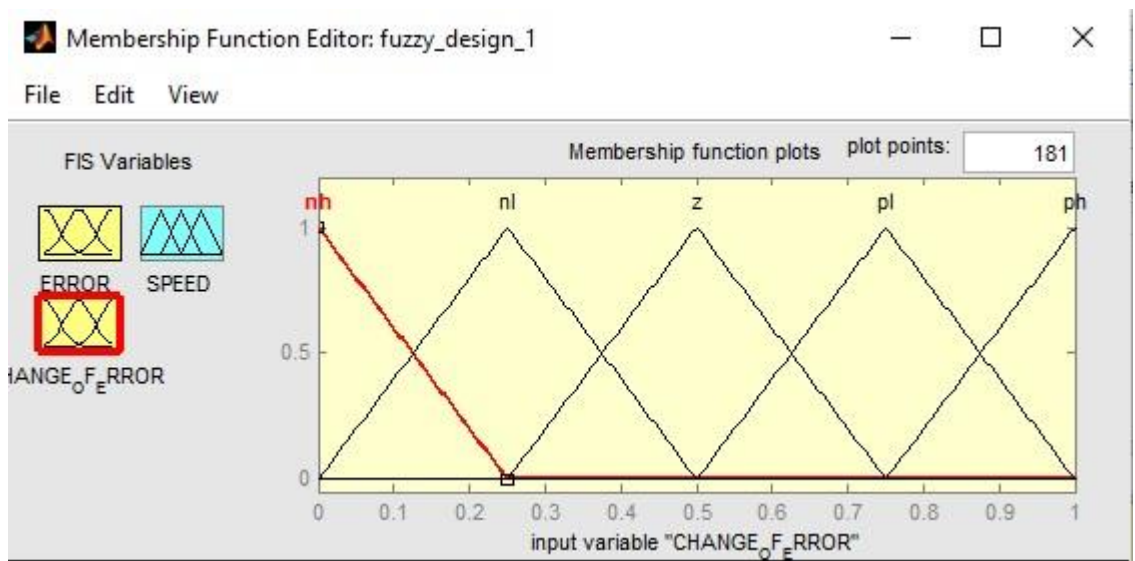 Membership Function Editor: fuzzy_design_1
File Edit View
FIS Variables
Membership function plots plot points: 181
nh nl z pl ph
1
0.5
0
ERROR SPEED
HANGE_OF_ERROR
0 0.1 0.2 0.3 0.4 0.5 0.6 0.7 0.8 0.9 1
input variable "CHANGE_OF_ERROR"